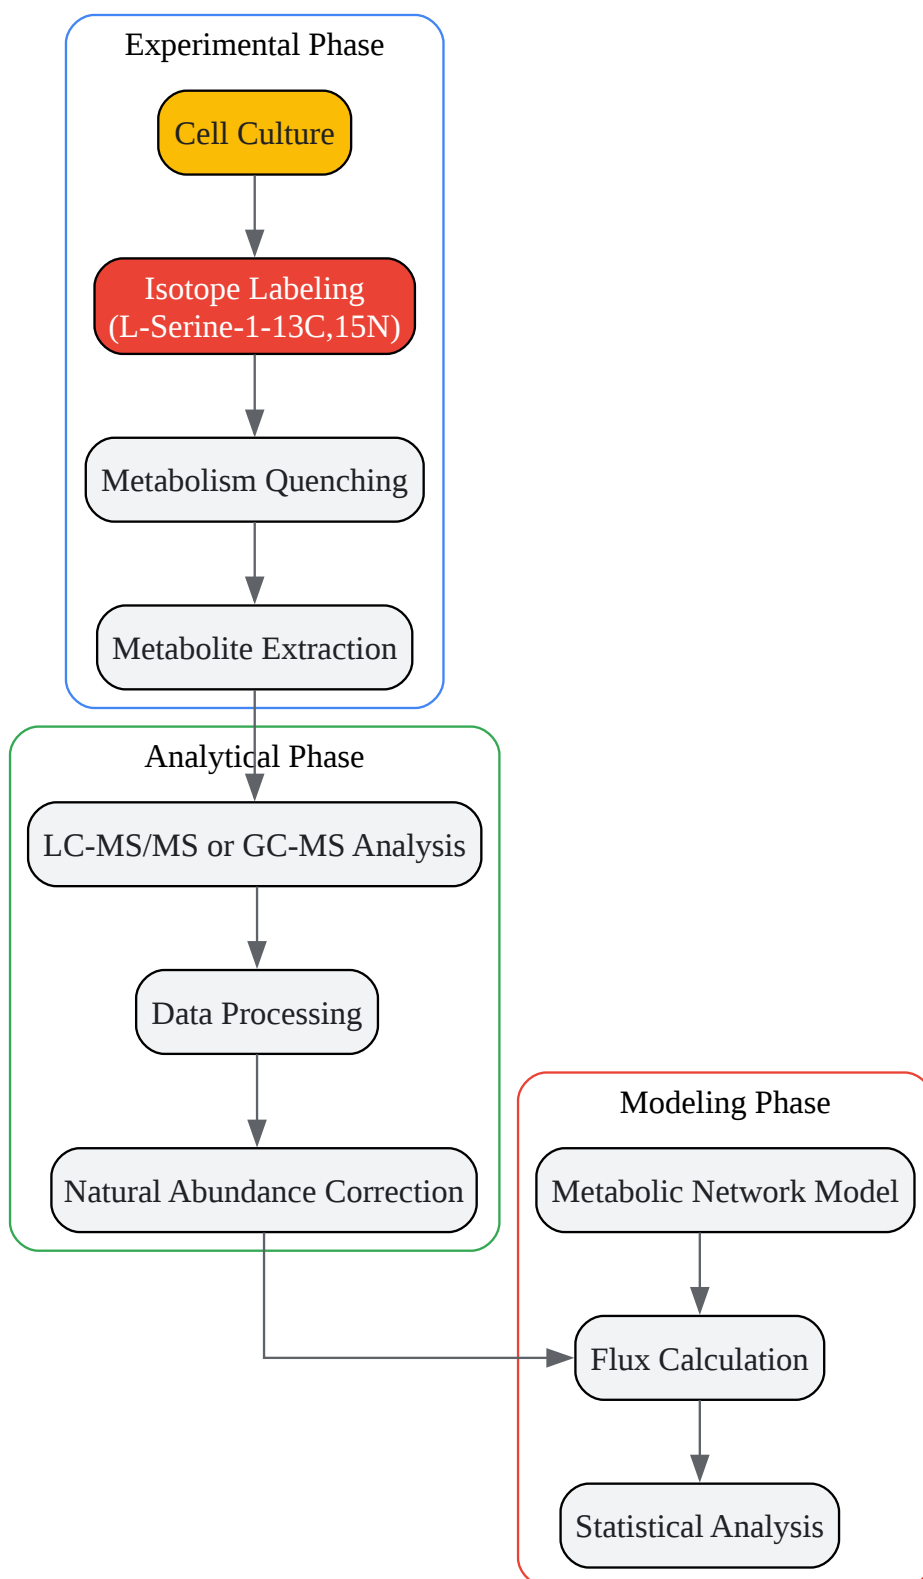 Experimental Phase
Cell Culture
Isotope Labeling
(L-Serine-1-13C,15N)
Metabolism Quenching
Metabolite Extraction
Analytical Phase
LC-MS/MS or GC-MS Analysis
Data Processing
Natural Abundance Correction
Modeling Phase
Metabolic Network Model
Flux Calculation
Statistical Analysis